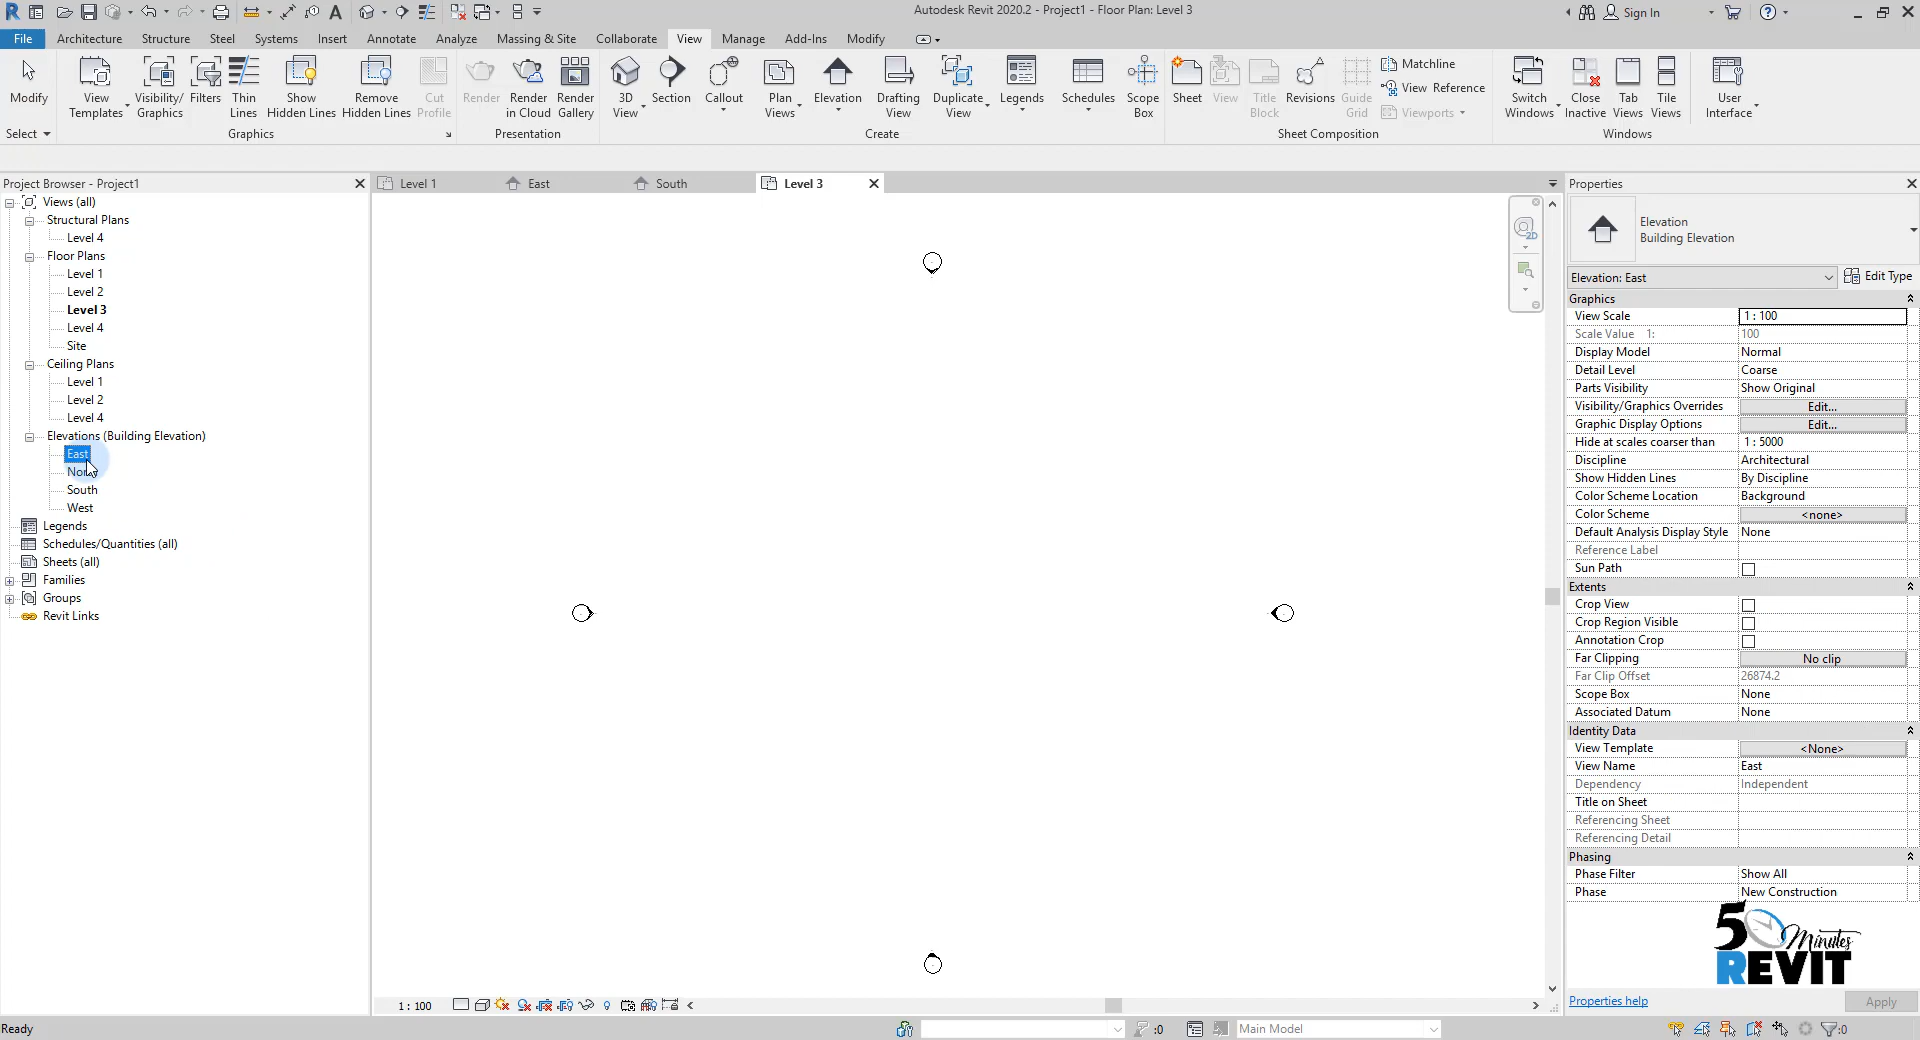 Autodesk Revit 2020.2 - Project1 - Floor Plan: Level 3
Sign In
File
Architecture
Structure
Steel
Systems
Insert
Annotate
Analyze
Massing & Site
Collaborate
View
Manage
Add-Ins
Modify
Modify
View Templates
Visibility/ Graphics
Filters
Thin Lines
Show Hidden Lines
Remove Hidden Lines
Cut Profile
Render
Render in Cloud
Render Gallery
3D View
Section
Callout
Plan Views
Elevation
Drafting View
Duplicate View
Legends
Schedules
Scope Box
Sheet
View
Title Block
Revisions
Guide Grid
Matchline
View Reference
Viewports
Switch Windows
Close Inactive
Tab Views
Tile Views
User Interface
Select
Graphics
Presentation
Create
Sheet Composition
Windows
Project Browser - Project1
Views (all)
Structural Plans
Level 4
Floor Plans
Level 1
Level 2
Level 3
Level 4
Site
Ceiling Plans
Level 1
Level 2
Level 4
Elevations (Building Elevation)
East
South
West
Legends
Schedules/Quantities (all)
Sheets (all)
Families
Groups
Revit Links
Level 1
East
South
Level 3
2D
Properties
Elevation
Building Elevation
Elevation: East
Edit Type
Graphics
View Scale 1 : 100
Scale Value 1: 100
Display Model Normal
Detail Level Coarse
Parts Visibility Show Original
Visibility/Graphics Overrides Edit...
Graphic Display Options Edit...
Hide at scales coarser than 1 : 5000
Discipline Architectural
Show Hidden Lines By Discipline
Color Scheme Location Background
Color Scheme <none>
Default Analysis Display Style None
Reference Label
Sun Path
Extents
Crop View
Crop Region Visible
Annotation Crop
Far Clipping No clip
Far Clip Offset 26874.2
Scope Box None
Associated Datum None
Identity Data
View Template <None>
View Name East
Dependency Independent
Title on Sheet
Referencing Sheet
Referencing Detail
Phasing
Phase Filter Show All
Phase New Construction
50 Minutes
REVIT
Properties help
Apply
1 : 100
Ready
:0
Main Model
:0